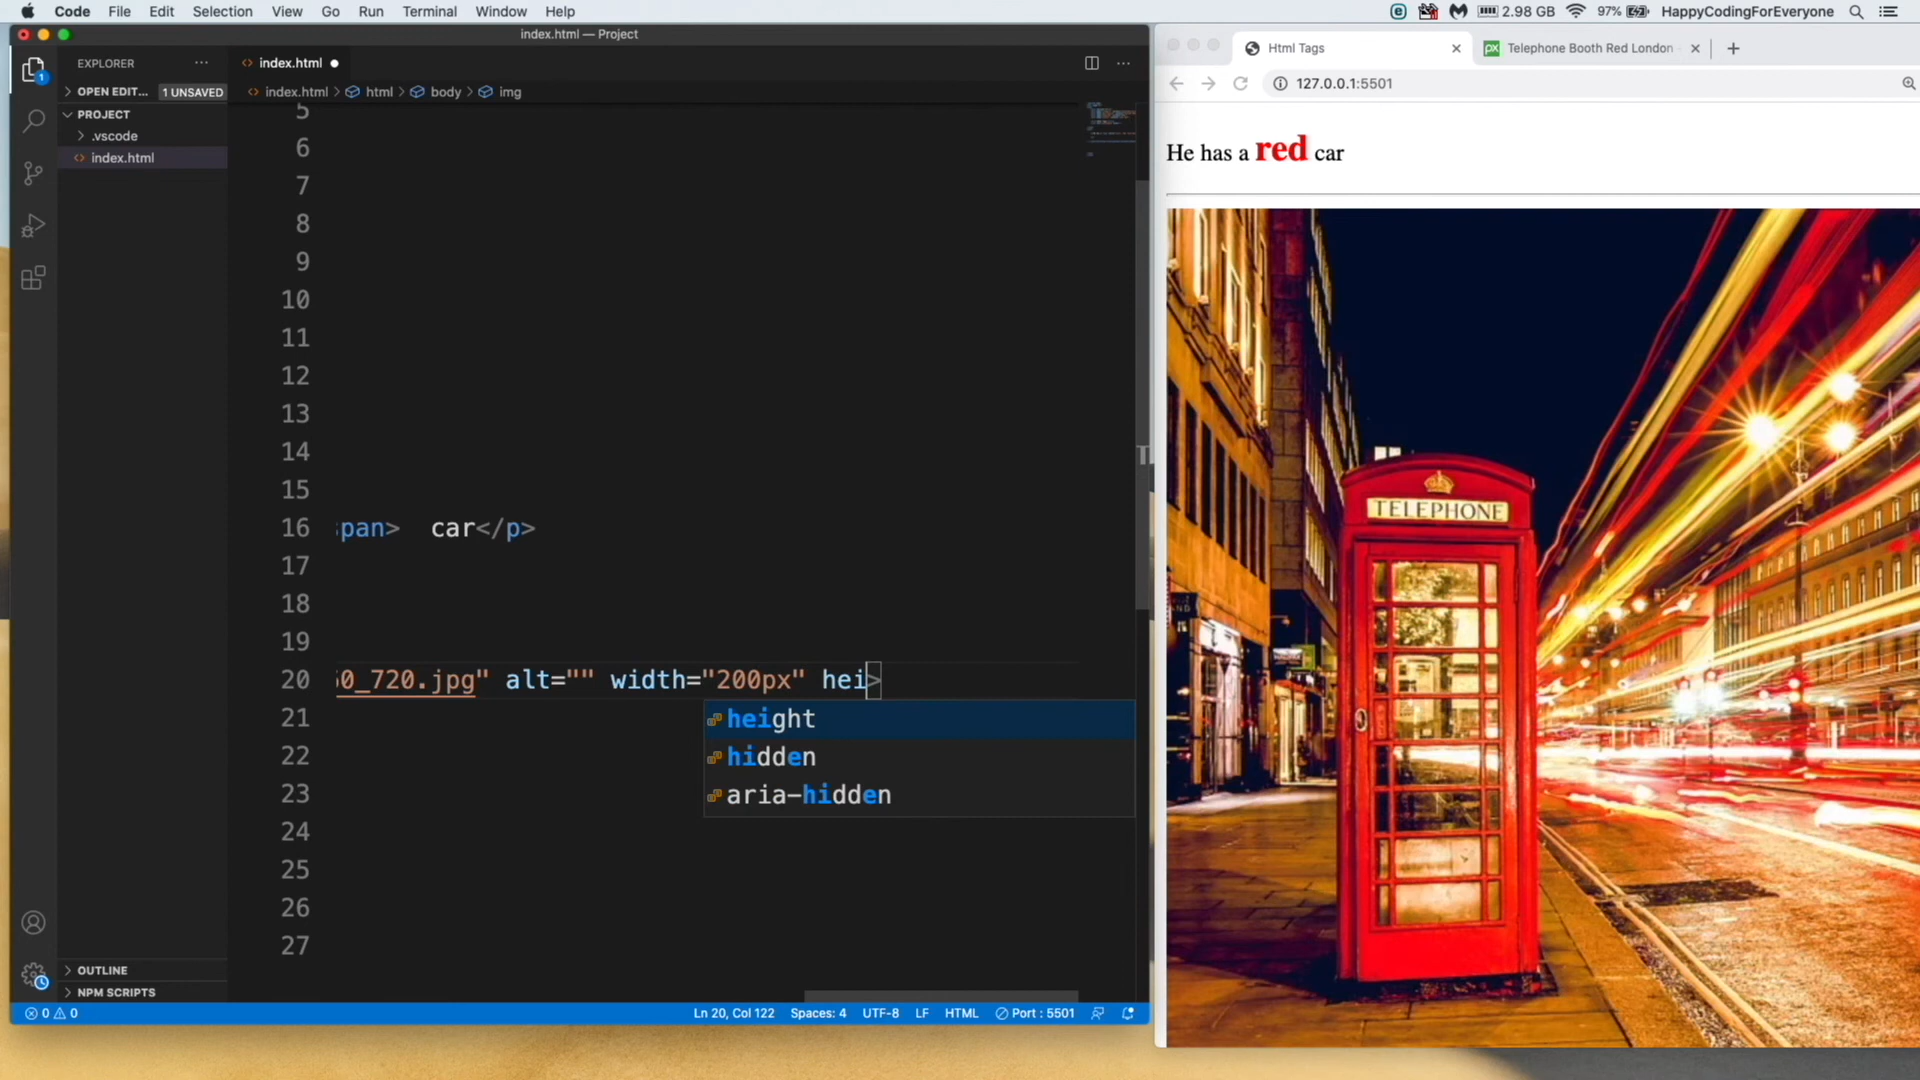 Code File Edit Selection View Go Run Terminal Window Help
2.98 GB 97% HappyCodingForEveryone
index.html — Project
EXPLORER
index.html
OPEN EDIT... 1 UNSAVED
PROJECT
.vscode
index.html
index.html > html > body > img
5
6
7
8
9
10
11
12
13
14
15
16 span> car</p>
17
18
19
20 60_720.jpg" alt="" width="200px" hei>
height
hidden
aria-hidden
21
22
23
24
25
26
27
OUTLINE
NPM SCRIPTS
0 0
Ln 20, Col 122 Spaces: 4 UTF-8 LF HTML Port : 5501
1
Html Tags
px Telephone Booth Red London
127.0.0.1:5501
He has a red car
TELEPHONE